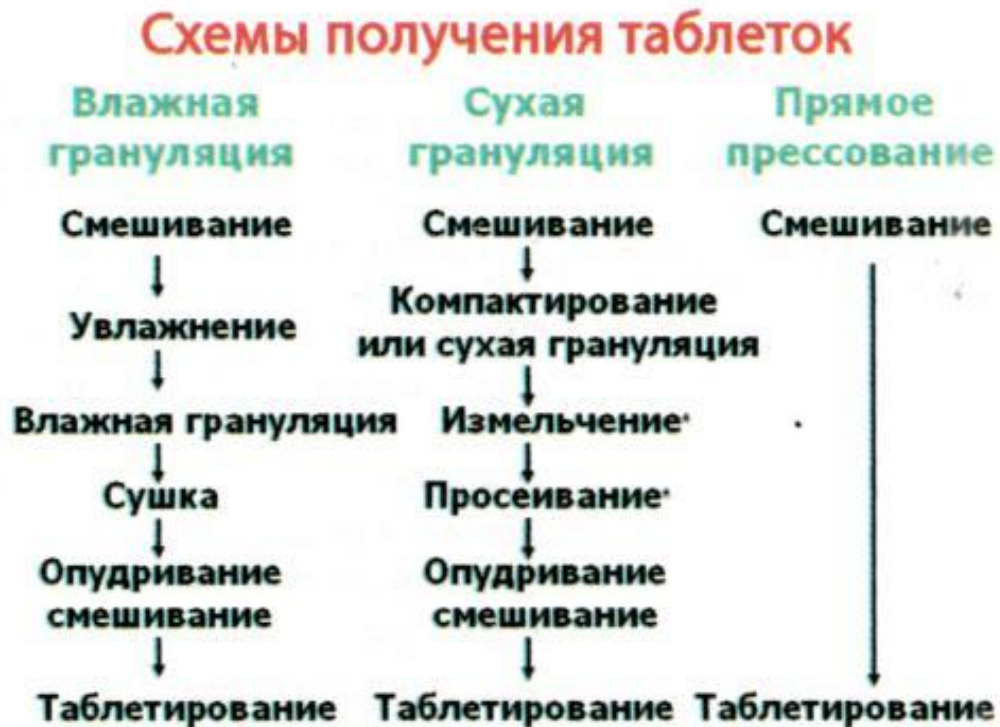 Схемы получения таблеток
Влажная
грануляция
Смешивание
Увлажнение
Влажная грануляция
Сушка
Опудривание
смешивание
Таблетирование
Сухая
грануляция
Смешивание
Компактирование
или сухая грануляция
Измельчение*
Просеивание*
Опудривание
смешивание
Таблетирование
Прямое
прессование
Смешивание
Таблетирование